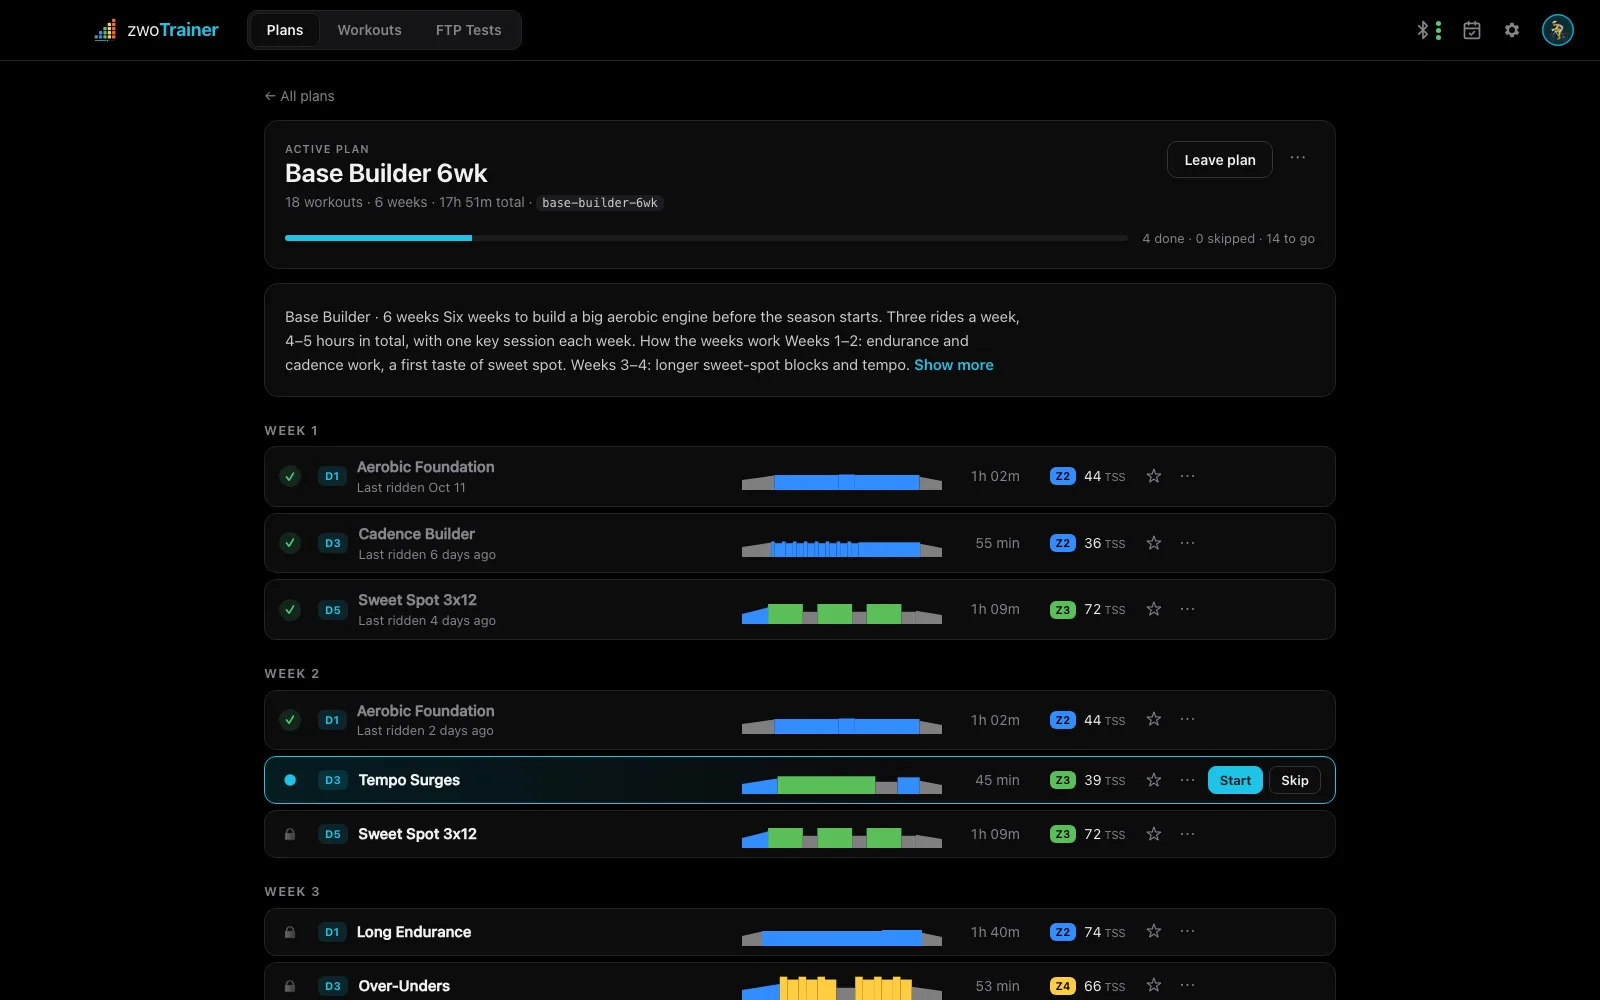 zwoTrainer
Plans
Workouts
FTP Tests
← All plans
ACTIVE PLAN
Base Builder 6wk
Leave plan
18 workouts · 6 weeks · 17h 51m total · base-builder-6wk
4 done · 0 skipped · 14 to go
Base Builder · 6 weeks Six weeks to build a big aerobic engine before the season starts. Three rides a week,
4–5 hours in total, with one key session each week. How the weeks work Weeks 1–2: endurance and
cadence work, a first taste of sweet spot. Weeks 3–4: longer sweet-spot blocks and tempo. Show more
WEEK 1
D1 Aerobic Foundation 1h 02m Z2 44 TSS
Last ridden Oct 11
D3 Cadence Builder 55 min Z2 36 TSS
Last ridden 6 days ago
D5 Sweet Spot 3x12 1h 09m Z3 72 TSS
Last ridden 4 days ago
WEEK 2
D1 Aerobic Foundation 1h 02m Z2 44 TSS
Last ridden 2 days ago
D3 Tempo Surges 45 min Z3 39 TSS Start Skip
D5 Sweet Spot 3x12 1h 09m Z3 72 TSS
WEEK 3
D1 Long Endurance 1h 40m Z2 74 TSS
D3 Over-Unders 53 min Z4 66 TSS